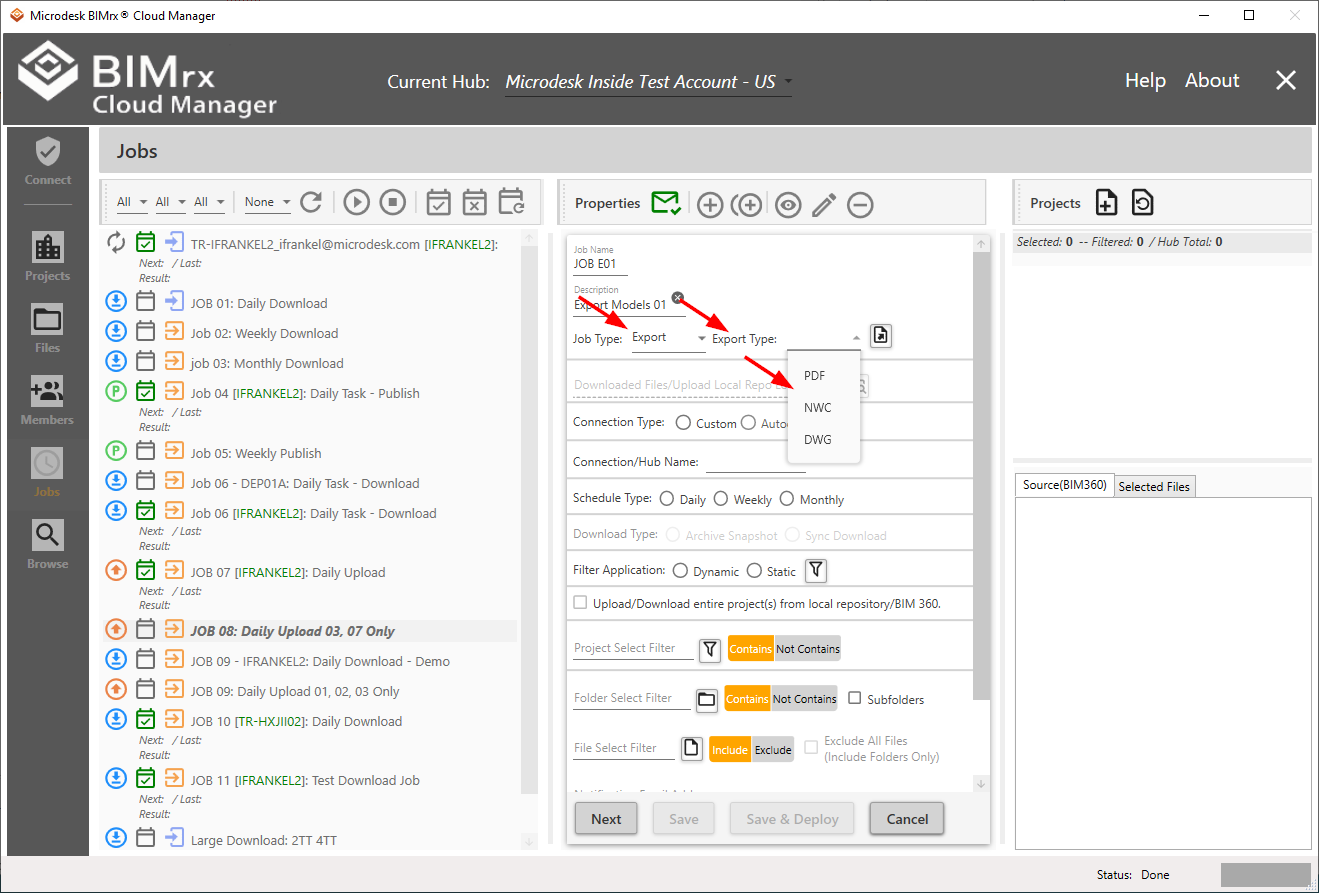 Microdesk BIMrx® Cloud Manager
BIMrx
Cloud Manager
Current Hub: Microdesk Inside Test Account - US
Help About
Connect
Projects
Files
Members
Jobs
Browse
Jobs
All All All None
TR-IFRANKEL2_ifrankel@microdesk.com [IFRANKEL2]:
Next: / Last:
Result:
JOB 01: Daily Download
Job 02: Weekly Download
job 03: Monthly Download
P Job 04 [IFRANKEL2]: Daily Task - Publish
Next: / Last:
Result:
P Job 05: Weekly Publish
Job 06 - DEP01A: Daily Task - Download
Job 06 [IFRANKEL2]: Daily Task - Download
Next: / Last:
Result:
JOB 07 [IFRANKEL2]: Daily Upload
Next: / Last:
Result:
JOB 08: Daily Upload 03, 07 Only
JOB 09 - IFRANKEL2: Daily Download - Demo
JOB 09: Daily Upload 01, 02, 03 Only
JOB 10 [TR-HXJII02]: Daily Download
Next: / Last:
Result:
JOB 11 [IFRANKEL2]: Test Download Job
Next: / Last:
Result:
Large Download: 2TT 4TT
Properties
Job Name
JOB E01
Description
Export Models 01
Job Type: Export Export Type:
PDF
NWC
DWG
Downloaded Files/Upload Local Repo
Connection Type: Custom Auto
Connection/Hub Name:
Schedule Type: Daily Weekly Monthly
Download Type: Archive Snapshot Sync Download
Filter Application: Dynamic Static
Upload/Download entire project(s) from local repository/BIM 360.
Project Select Filter Contains Not Contains
Folder Select Filter Contains Not Contains Subfolders
File Select Filter Include Exclude Exclude All Files
(Include Folders Only)
Next Save Save & Deploy Cancel
Projects
Selected: 0 -- Filtered: 0 / Hub Total: 0
Source(BIM360) Selected Files
Status: Done